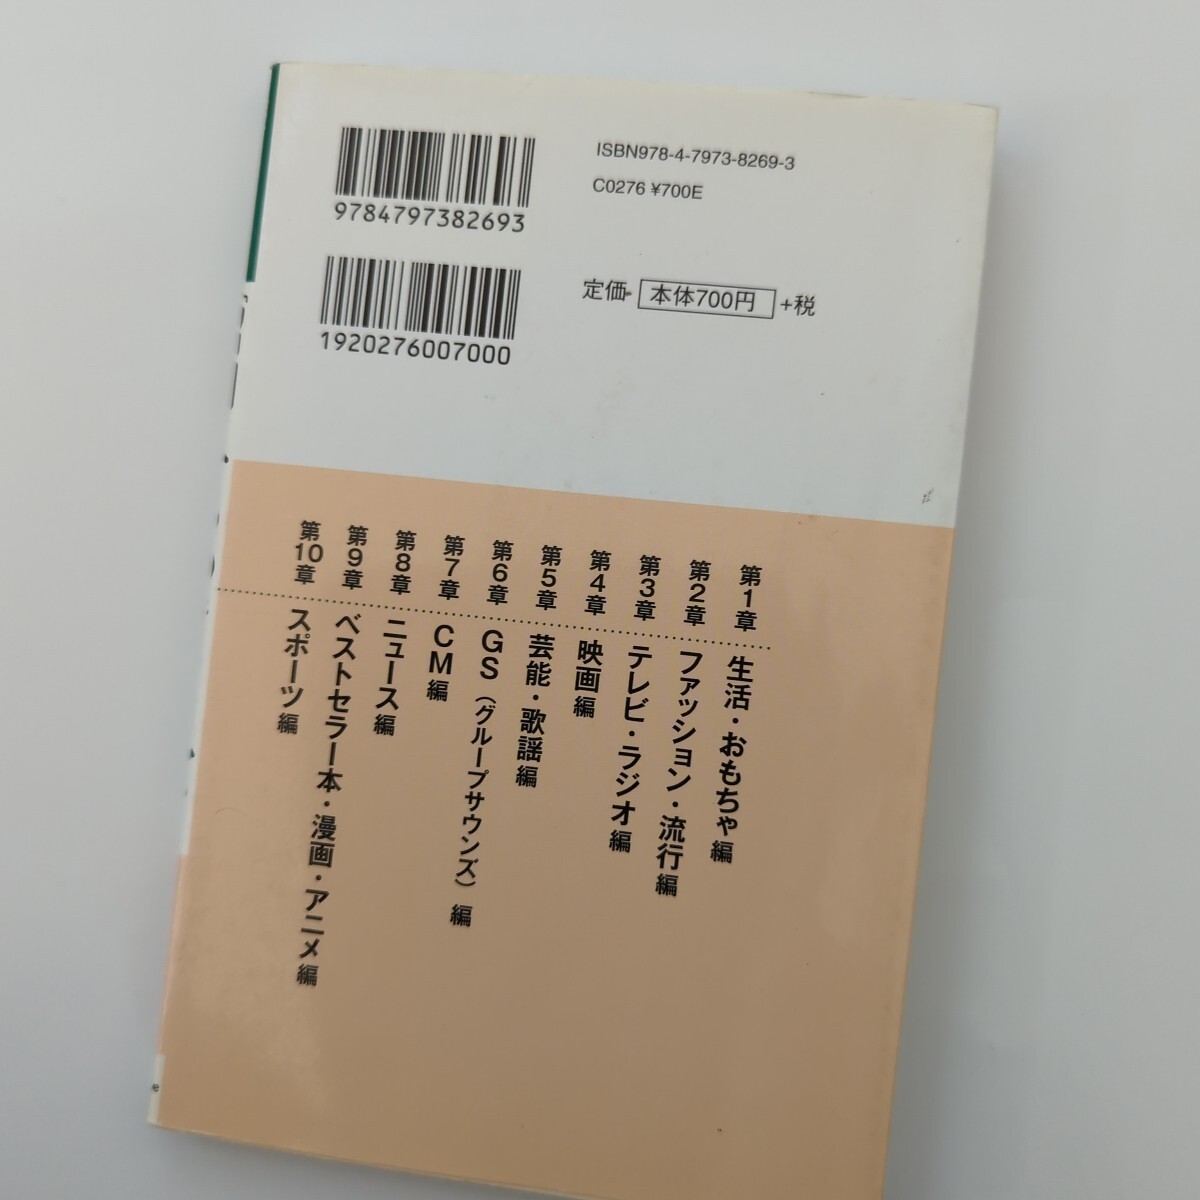 9784797382693
ISBN978-4-7973-8269-3
C0276 ¥700E
1920276007000
定価 本体700円 +税
第1章 生活・おもちゃ編
第2章 ファッション・流行編
第3章 テレビ・ラジオ編
第4章 映画編
第5章 芸能・歌謡編
第6章 GS（グループサウンズ）編
第7章 CM編
第8章 ニュース編
第9章 ベストセラー本・漫画・アニメ編
第10章 スポーツ編